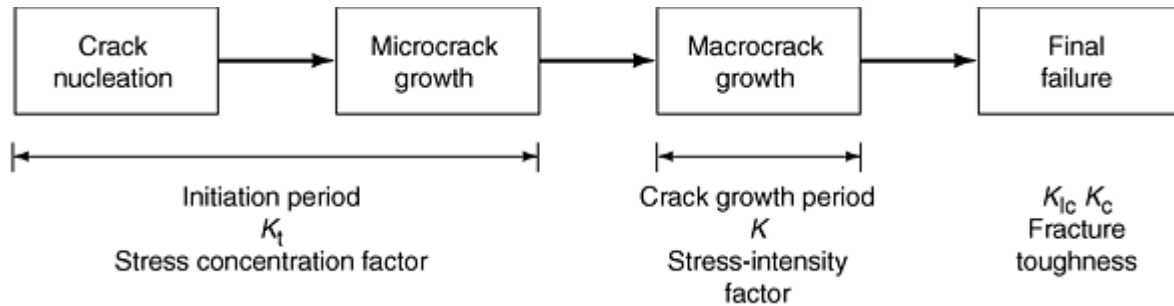 Crack
nucleation
Microcrack
growth
Macrocrack
growth
Final
failure
Initiation period
Kt
Stress concentration factor
Crack growth period
K
Stress-intensity
factor
KIc Kc
Fracture
toughness